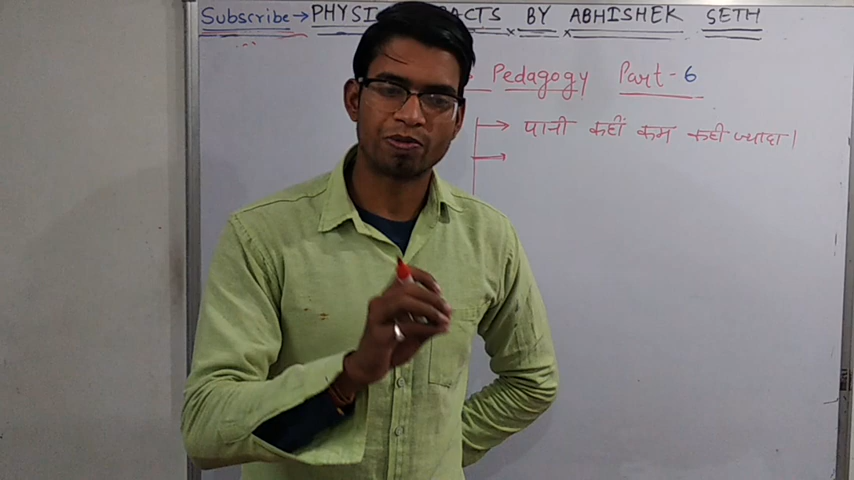 Subscribe→ PHYSI ACTS BY ABHISHEK SETH
Pedagogy Part-6
→ पानी कहीं कम कहीं ज्यादा।
→